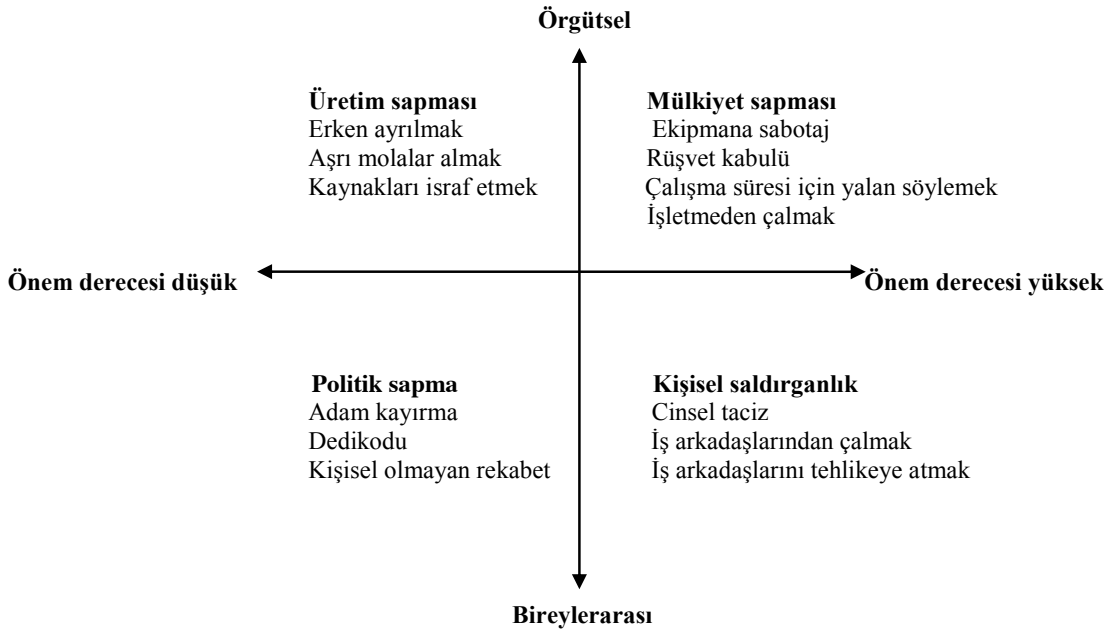 Örgütsel
Üretim sapması
Erken ayrılmak
Aşrı molalar almak
Kaynakları israf etmek
Mülkiyet sapması
Ekipmana sabotaj
Rüşvet kabulü
Çalışma süresi için yalan söylemek
İşletmeden çalmak
Önem derecesi düşük
Önem derecesi yüksek
Politik sapma
Adam kayırma
Dedikodu
Kişisel olmayan rekabet
Kişisel saldırganlık
Cinsel taciz
İş arkadaşlarından çalmak
İş arkadaşlarını tehlikeye atmak
Bireylerarası